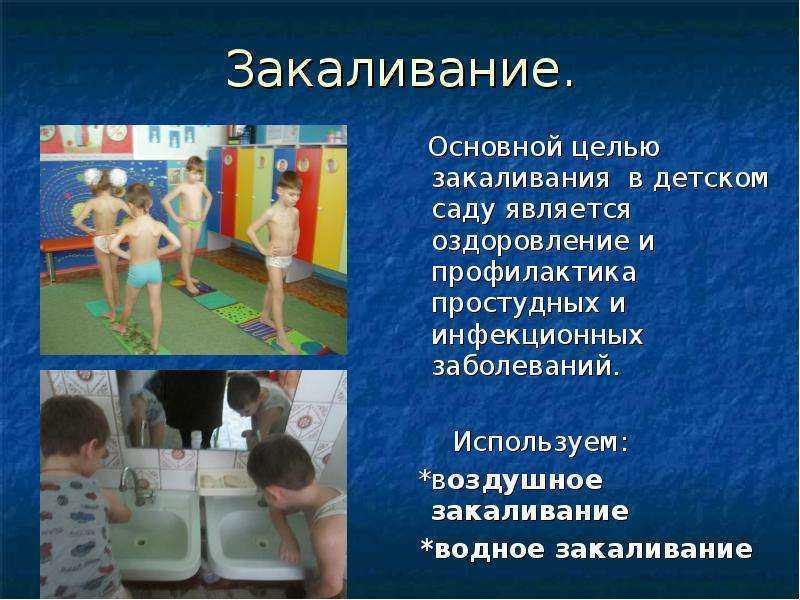 Закаливание.
Основной целью
закаливания в детском
саду является
оздоровление и
профилактика
простудных и
инфекционных
заболеваний.
Используем:
*воздушное
закаливание
*водное закаливание